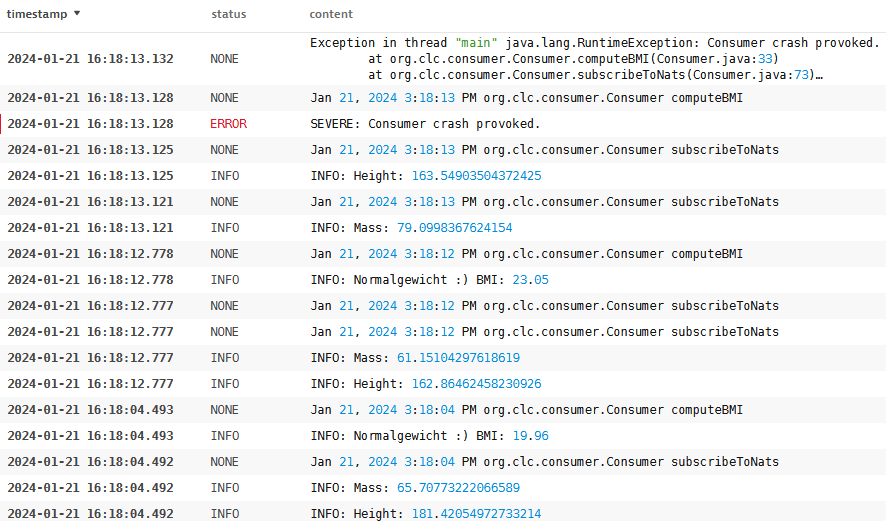 timestamp ▼ status content
Exception in thread "main" java.lang.RuntimeException: Consumer crash provoked.
2024-01-21 16:18:13.132 NONE at org.clc.consumer.Consumer.computeBMI(Consumer.java:33)
at org.clc.consumer.Consumer.subscribeToNats(Consumer.java:73)…
2024-01-21 16:18:13.128 NONE Jan 21, 2024 3:18:13 PM org.clc.consumer.Consumer computeBMI
2024-01-21 16:18:13.128 ERROR SEVERE: Consumer crash provoked.
2024-01-21 16:18:13.125 NONE Jan 21, 2024 3:18:13 PM org.clc.consumer.Consumer subscribeToNats
2024-01-21 16:18:13.125 INFO INFO: Height: 163.54903504372425
2024-01-21 16:18:13.121 NONE Jan 21, 2024 3:18:13 PM org.clc.consumer.Consumer subscribeToNats
2024-01-21 16:18:13.121 INFO INFO: Mass: 79.0998367624154
2024-01-21 16:18:12.778 NONE Jan 21, 2024 3:18:12 PM org.clc.consumer.Consumer computeBMI
2024-01-21 16:18:12.778 INFO INFO: Normalgewicht :) BMI: 23.05
2024-01-21 16:18:12.777 NONE Jan 21, 2024 3:18:12 PM org.clc.consumer.Consumer subscribeToNats
2024-01-21 16:18:12.777 NONE Jan 21, 2024 3:18:12 PM org.clc.consumer.Consumer subscribeToNats
2024-01-21 16:18:12.777 INFO INFO: Mass: 61.15104297618619
2024-01-21 16:18:12.777 INFO INFO: Height: 162.86462458230926
2024-01-21 16:18:04.493 NONE Jan 21, 2024 3:18:04 PM org.clc.consumer.Consumer computeBMI
2024-01-21 16:18:04.493 INFO INFO: Normalgewicht :) BMI: 19.96
2024-01-21 16:18:04.492 NONE Jan 21, 2024 3:18:04 PM org.clc.consumer.Consumer subscribeToNats
2024-01-21 16:18:04.492 INFO INFO: Mass: 65.70773222066589
2024-01-21 16:18:04.492 INFO INFO: Height: 181.42054972733214